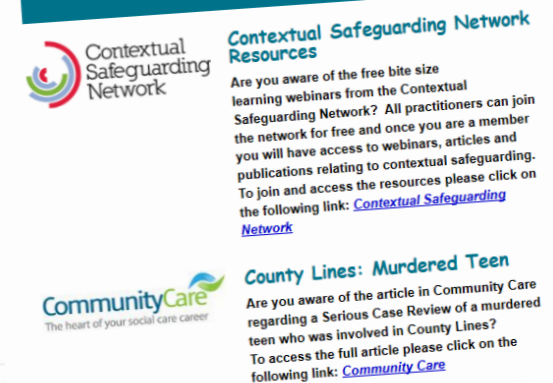 Contextual
Safeguarding
Network
Contextual Safeguarding Network
Resources
Are you aware of the free bite size
learning webinars from the Contextual
Safeguarding Network? All practitioners can join
the network for free and once you are a member
you will have access to webinars, articles and
publications relating to contextual safeguarding.
To join and access the resources please click on
the following link: Contextual Safeguarding
Network
CommunityCare
The heart of your social care career
County Lines: Murdered Teen
Are you aware of the article in Community Care
regarding a Serious Case Review of a murdered
teen who was involved in County Lines?
To access the full article please click on the
following link: Community Care